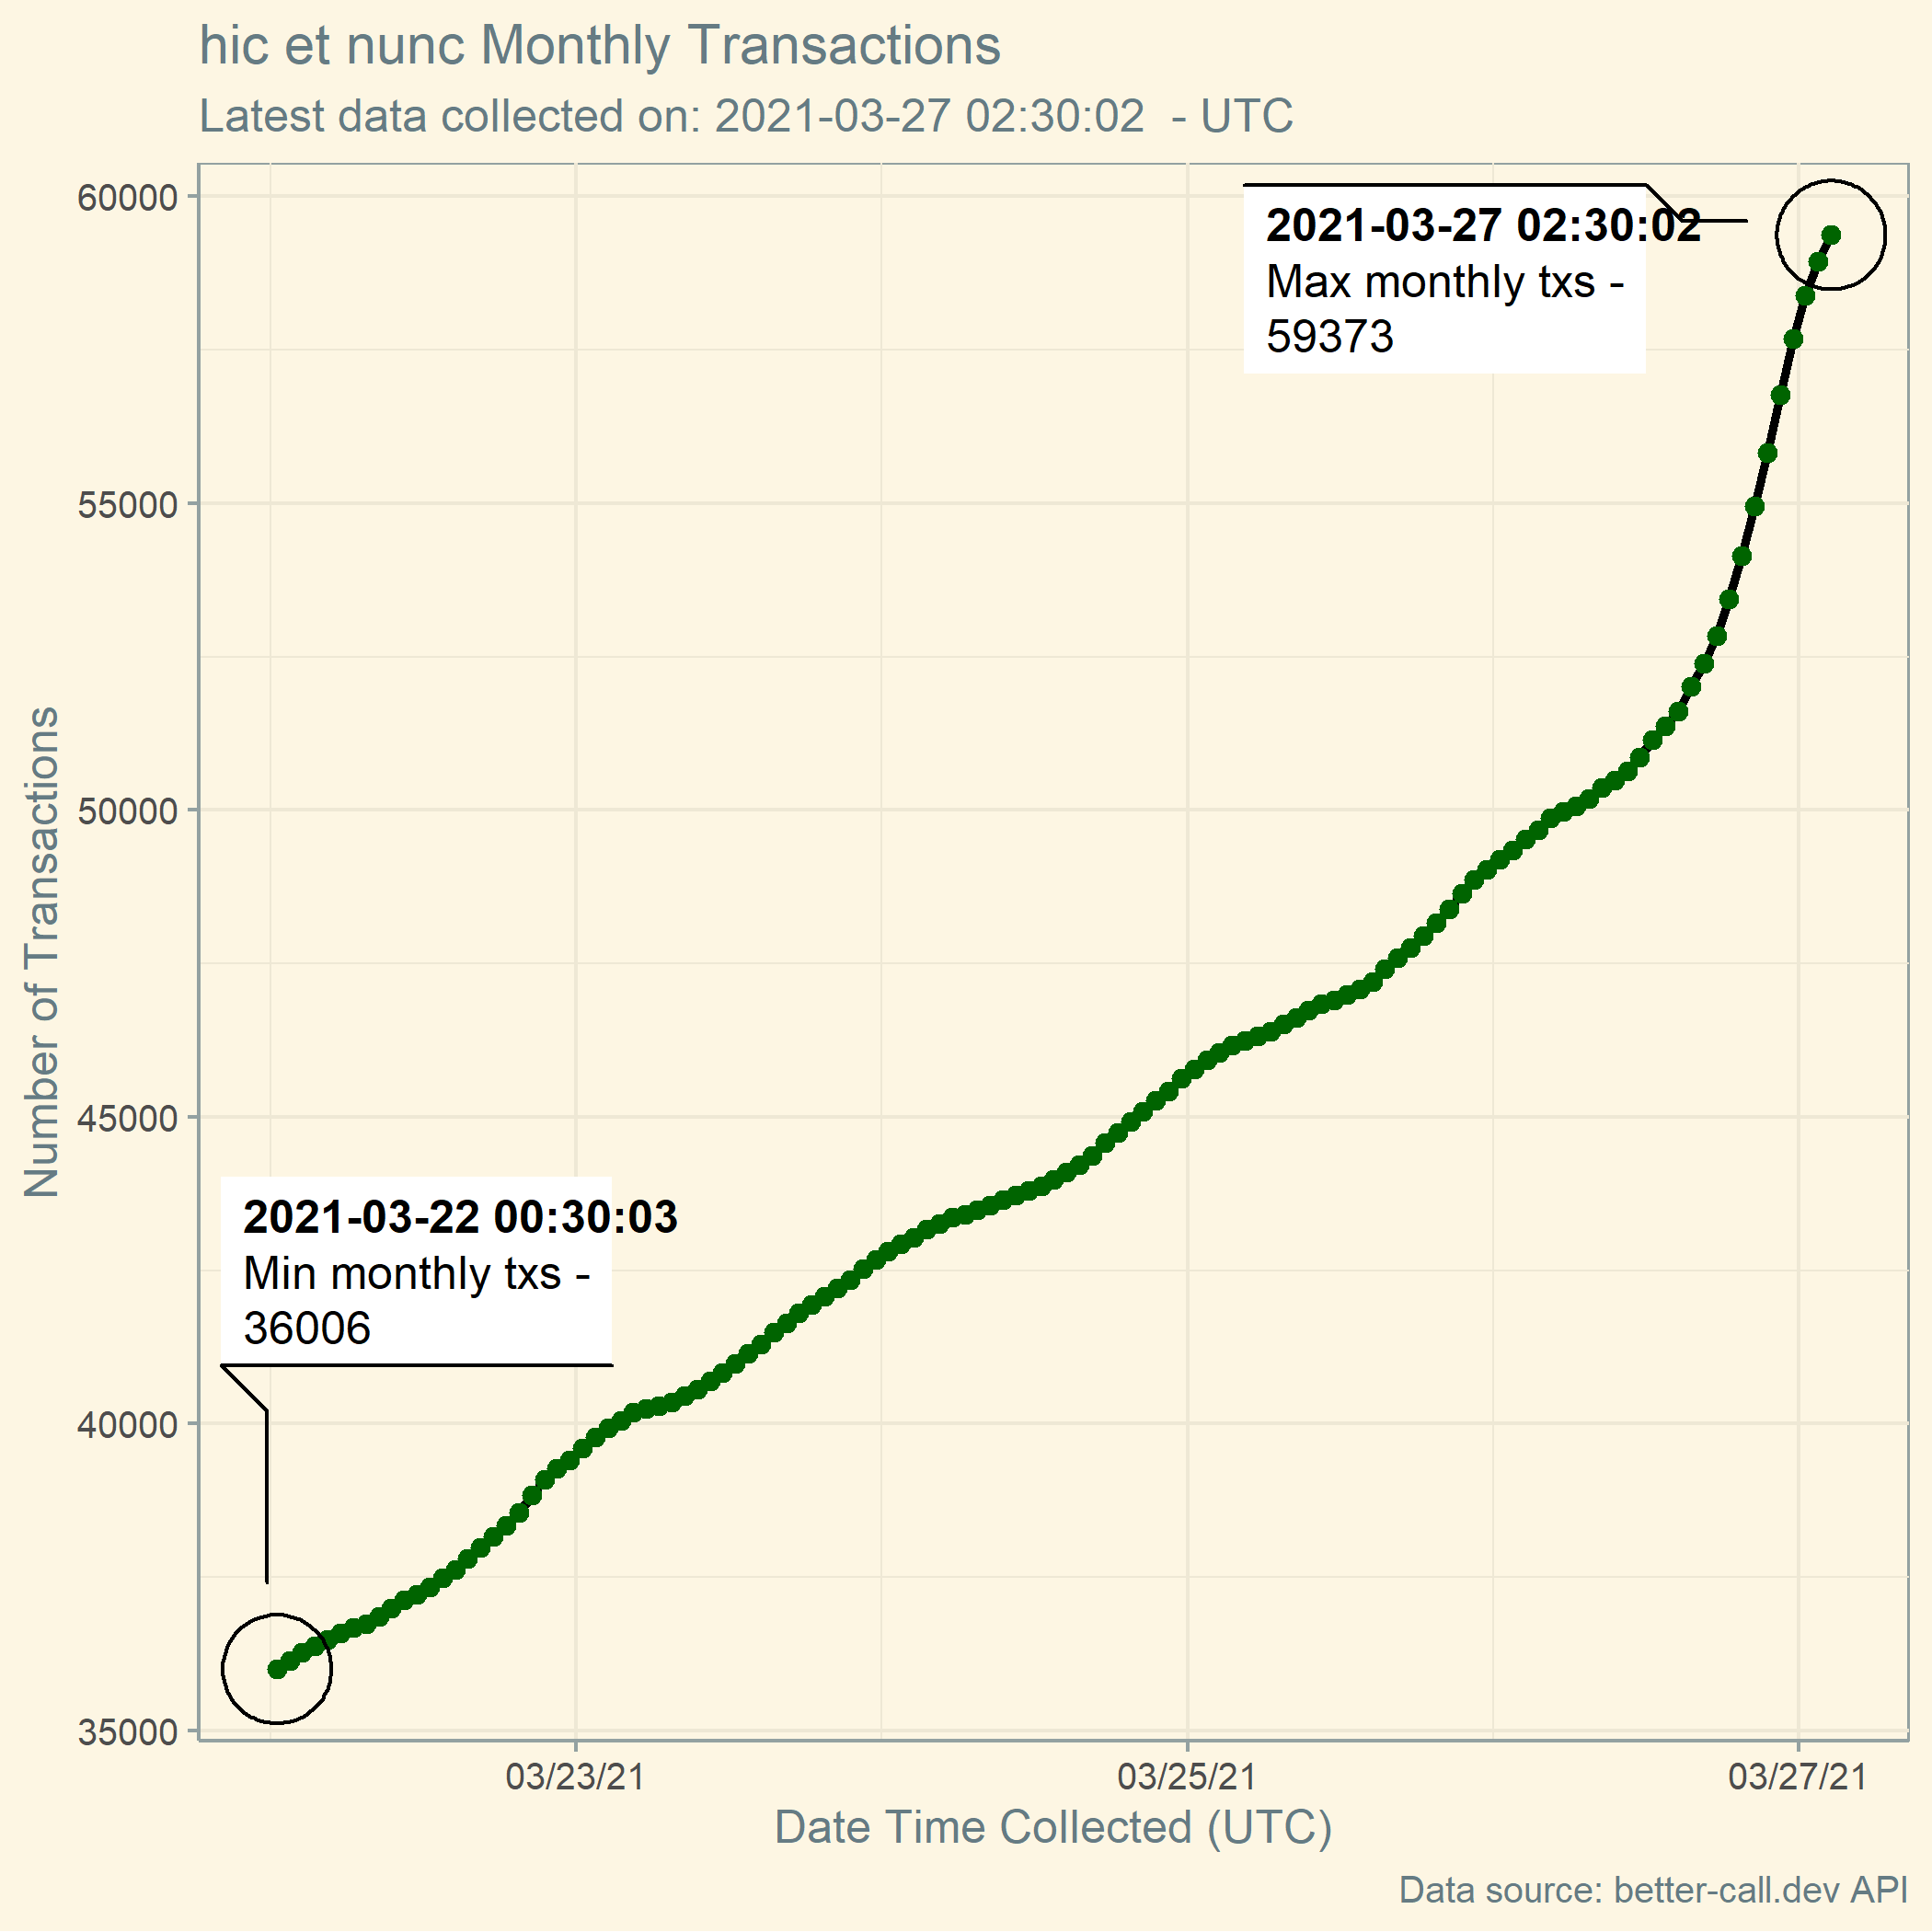 hic et nunc Monthly Transactions
Latest data collected on: 2021-03-27 02:30:02  - UTC
60000
55000
50000
45000
40000
35000
Number of Transactions
2021-03-27 02:30:02
Max monthly txs -
59373
2021-03-22 00:30:03
Min monthly txs -
36006
03/23/21
03/25/21
03/27/21
Date Time Collected (UTC)
Data source: better-call.dev API